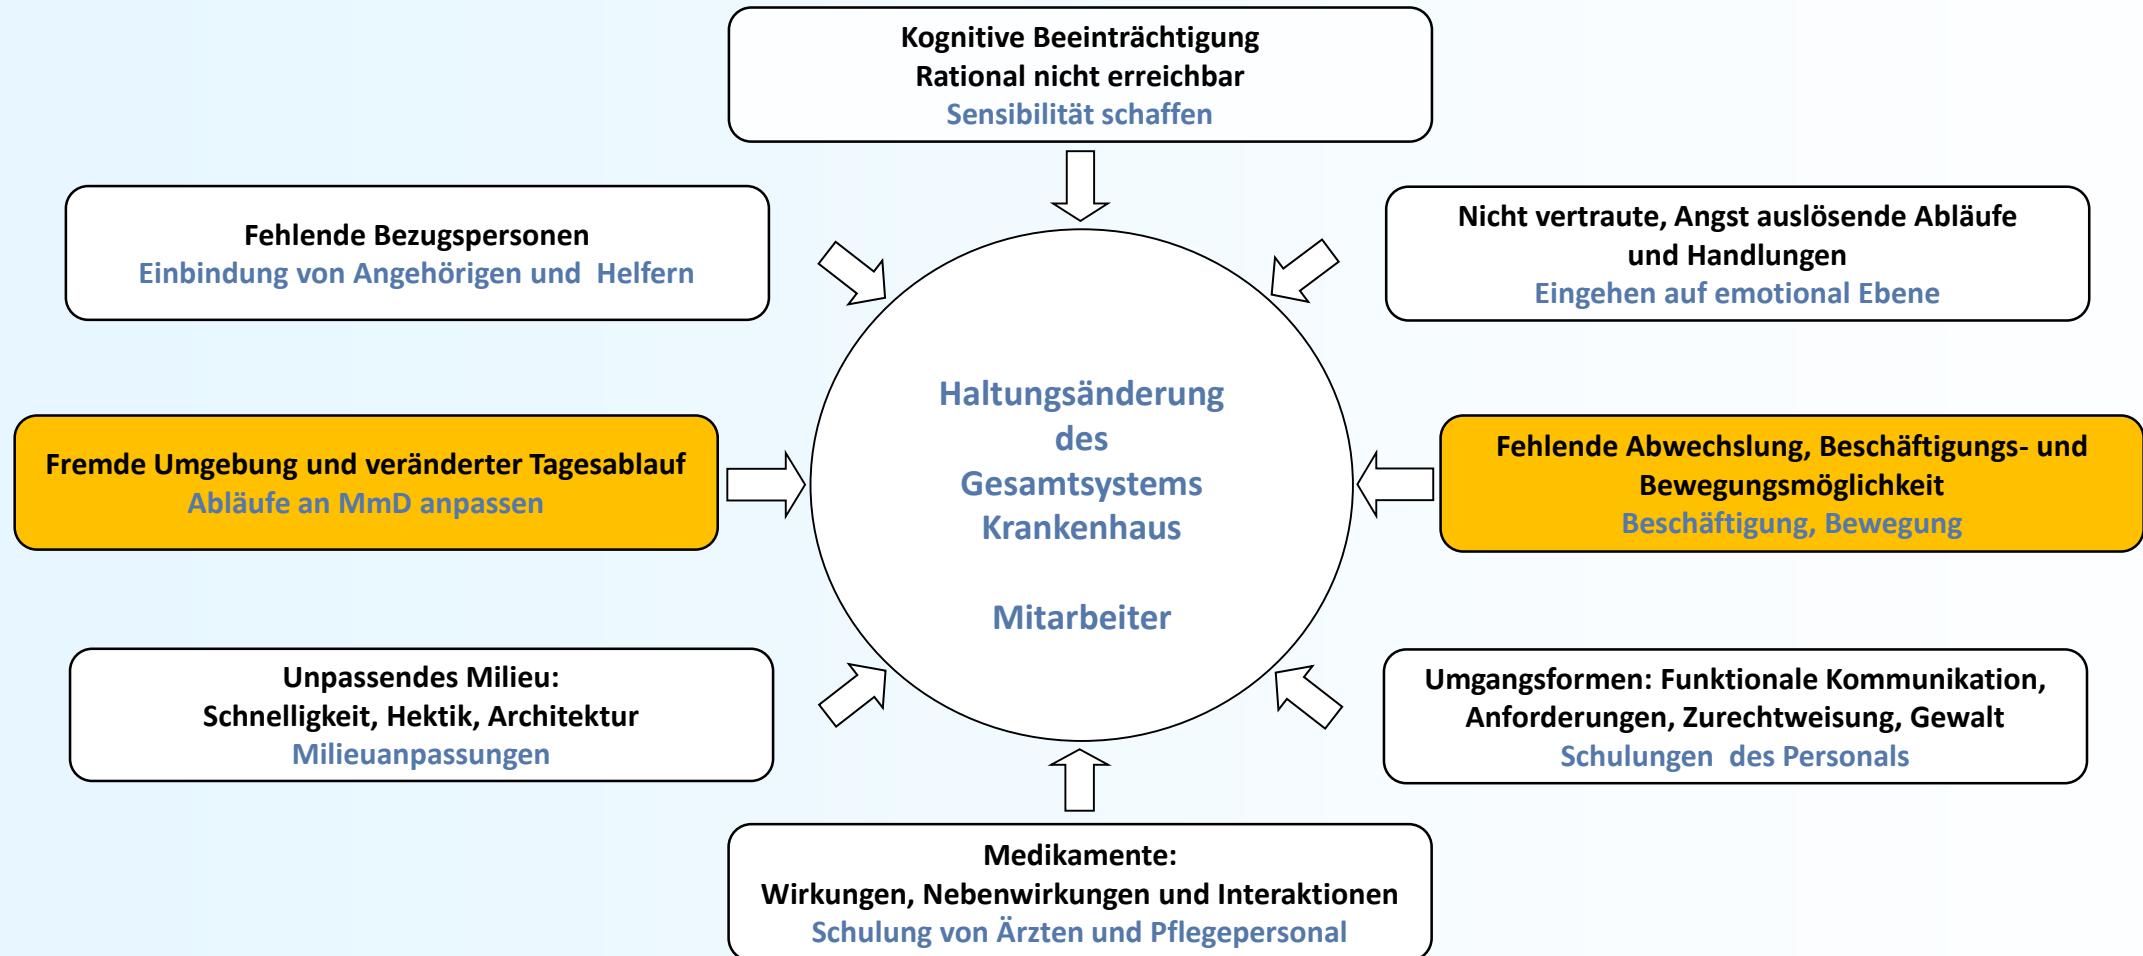 Kognitive Beeinträchtigung
Rational nicht erreichbar
Sensibilität schaffen
Fehlende Bezugspersonen
Einbindung von Angehörigen und  Helfern
Nicht vertraute, Angst auslösende Abläufe
und Handlungen
Eingehen auf emotional Ebene
Haltungsänderung
des
Gesamtsystems
Krankenhaus
Mitarbeiter
Fremde Umgebung und veränderter Tagesablauf
Abläufe an MmD anpassen
Fehlende Abwechslung, Beschäftigungs- und
Bewegungsmöglichkeit
Beschäftigung, Bewegung
Unpassendes Milieu:
Schnelligkeit, Hektik, Architektur
Milieuanpassungen
Umgangsformen: Funktionale Kommunikation,
Anforderungen, Zurechtweisung, Gewalt
Schulungen  des Personals
Medikamente:
Wirkungen, Nebenwirkungen und Interaktionen
Schulung von Ärzten und Pflegepersonal